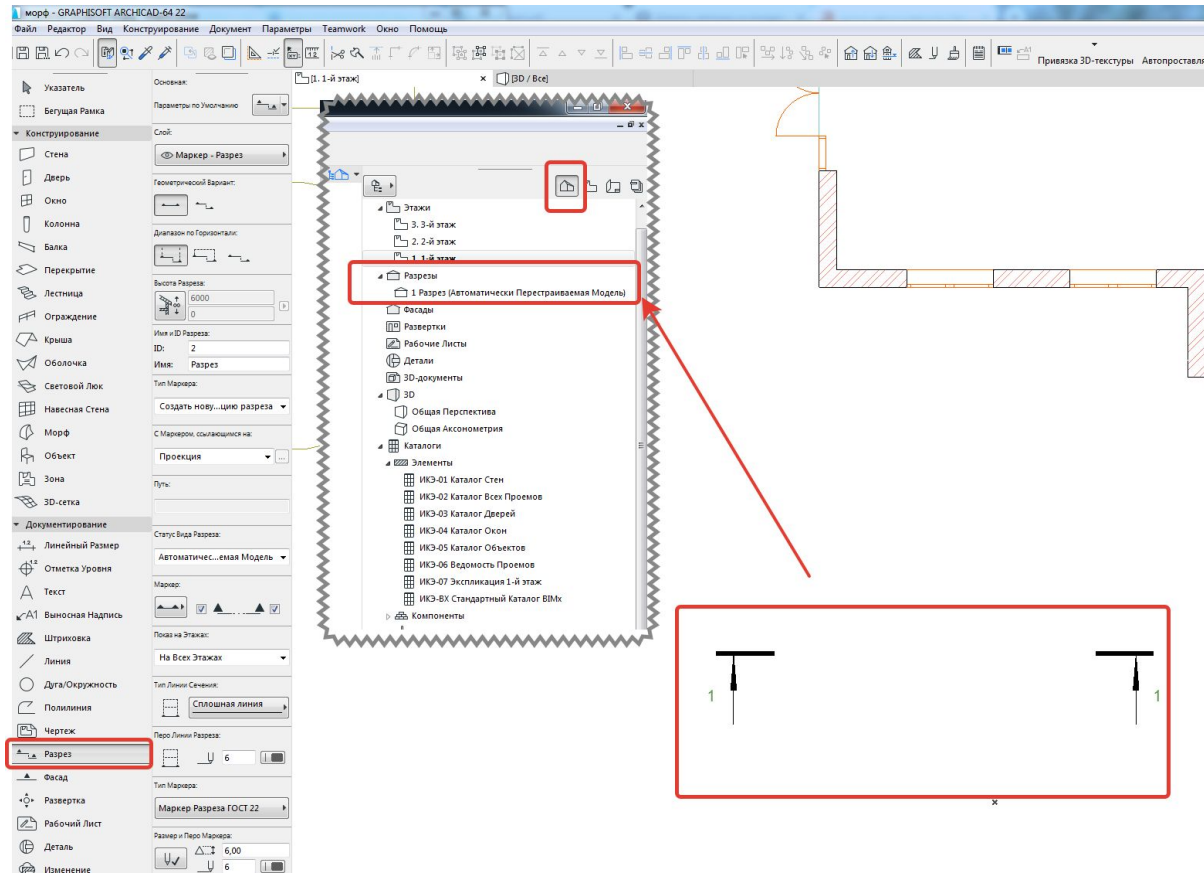 морф - GRAPHISOFT ARCHICAD-64 22
Файл Редактор Вид Конструирование Документ Параметры Teamwork Окно Помощь
Привязка 3D-текстуры Автопроставля
Указатель
Бегущая Рамка
Конструирование
Стена
Дверь
Окно
Колонна
Балка
Перекрытие
Лестница
Ограждение
Крыша
Оболочка
Световой Люк
Навесная Стена
Морф
Объект
Зона
3D-сетка
Документирование
Линейный Размер
Отметка Уровня
Текст
Выносная Надпись
Штриховка
Линия
Дуга/Окружность
Полилиния
Чертеж
Разрез
Фасад
Развертка
Рабочий Лист
Деталь
Изменение
Основная:
Параметры по Умолчанию
Слой:
Маркер - Разрез
Геометрический Вариант:
Диапазон по Горизонтали:
Высота Разреза:
6000
0
Имя и ID Разреза:
ID: 2
Имя: Разрез
Тип Маркера:
Создать нову...цию разреза
С Маркером, ссылающимся на:
Проекция
Путь:
Статус Вида Разреза:
Автоматичес...емая Модель
Маркер:
Показ на Этажах:
На Всех Этажах
Тип Линии Сечения:
Сплошная линия
Перо Линии Разреза:
6
Тип Маркера:
Маркер Разреза ГОСТ 22
Размер и Перо Маркера:
6,00
6
[1. 1-й этаж]
[3D / Все]
Этажи
3. 3-й этаж
2. 2-й этаж
1. 1-й этаж
Разрезы
1 Разрез (Автоматически Перестраиваемая Модель)
Фасады
Развертки
Рабочие Листы
Детали
3D-документы
3D
Общая Перспектива
Общая Аксонометрия
Каталоги
Элементы
ИКЭ-01 Каталог Стен
ИКЭ-02 Каталог Всех Проемов
ИКЭ-03 Каталог Дверей
ИКЭ-04 Каталог Окон
ИКЭ-05 Каталог Объектов
ИКЭ-06 Ведомость Проемов
ИКЭ-07 Экспликация 1-й этаж
ИКЭ-BX Стандартный Каталог BIMx
Компоненты
1
1